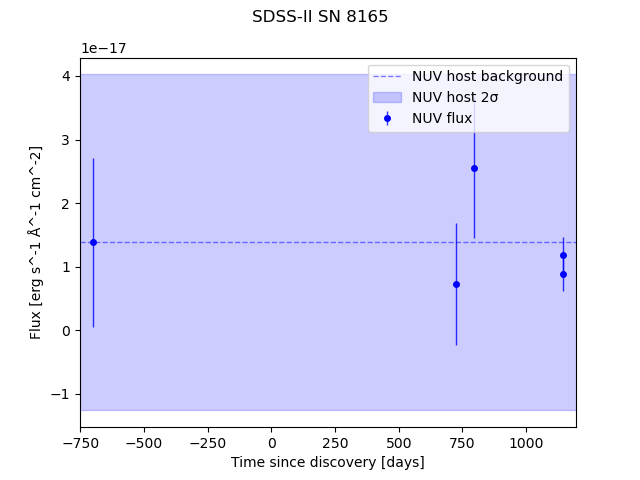 SDSS-II SN 8165
1e−17
NUV host background
NUV host 2σ
NUV flux
4
3
2
1
0
−1
Flux [erg s^-1 Å^-1 cm^-2]
−750 −500 −250 0 250 500 750 1000
Time since discovery [days]